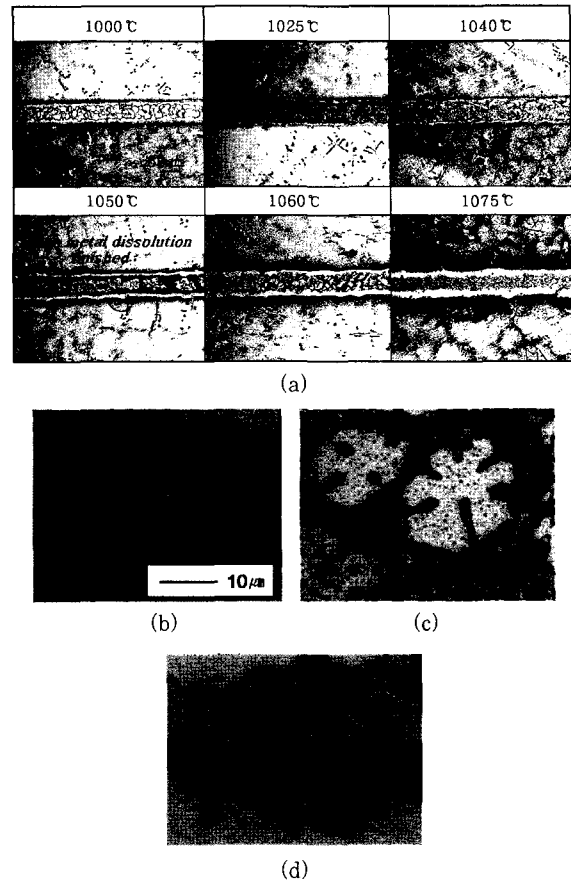 1000℃ 1025℃ 1040℃
1050℃ 1060℃ 1075℃
metal dissolution
finished
(a)
10㎛
(b) (c)
(d)